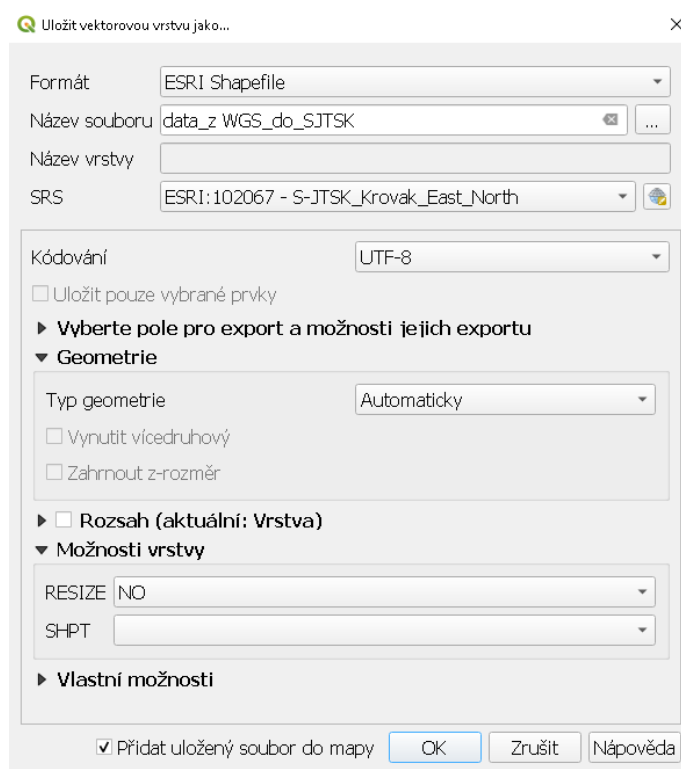 Uložit vektorovou vrstvu jako...
Formát ESRI Shapefile
Název souboru data_z WGS_do_SJTSK ...
Název vrstvy
SRS ESRI:102067 - S-JTSK_Krovak_East_North
Kódování UTF-8
Uložit pouze vybrané prvky
Vyberte pole pro export a možnosti jejich exportu
Geometrie
Typ geometrie Automaticky
Vynutit vícedruhový
Zahrnout z-rozměr
Rozsah (aktuální: Vrstva)
Možnosti vrstvy
RESIZE NO
SHPT
Vlastní možnosti
Přidat uložený soubor do mapy OK Zrušit Nápověda